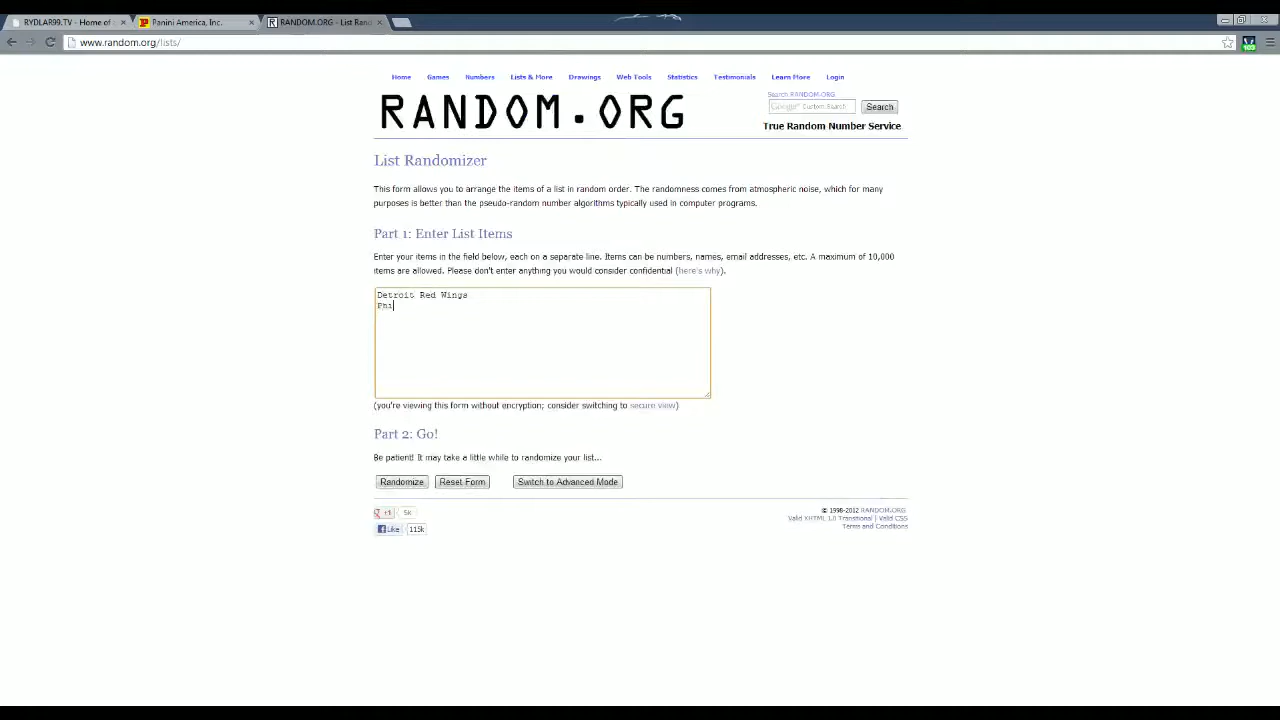 RYDLAR99.TV - Home of
Panini America, Inc.
RANDOM.ORG - List Rand
www.random.org/lists/
103
Home Games Numbers Lists & More Drawings Web Tools Statistics Testimonials Learn More Login
RANDOM.ORG
Search RANDOM.ORG
Google Custom Search Search
True Random Number Service
List Randomizer
This form allows you to arrange the items of a list in random order. The randomness comes from atmospheric noise, which for many
purposes is better than the pseudo-random number algorithms typically used in computer programs.
Part 1: Enter List Items
Enter your items in the field below, each on a separate line. Items can be numbers, names, email addresses, etc. A maximum of 10,000
items are allowed. Please don't enter anything you would consider confidential (here's why).
Detroit Red Wings
Phi
(you're viewing this form without encryption; consider switching to secure view)
Part 2: Go!
Be patient! It may take a little while to randomize your list...
Randomize Reset Form Switch to Advanced Mode
+1 5k
Like 115k
© 1998-2012 RANDOM.ORG
Valid XHTML 1.0 Transitional | Valid CSS
Terms and Conditions